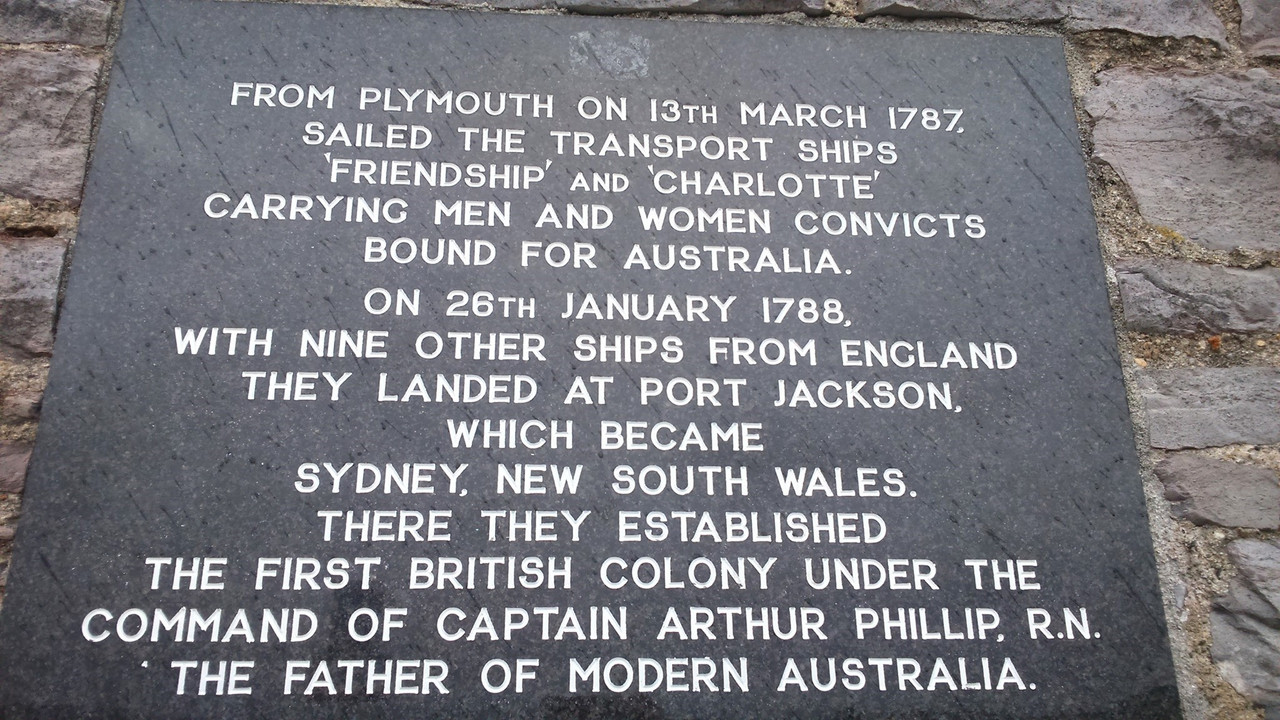 FROM PLYMOUTH ON 13TH MARCH 1787,
SAILED THE TRANSPORT SHIPS
'FRIENDSHIP' AND 'CHARLOTTE'
CARRYING MEN AND WOMEN CONVICTS
BOUND FOR AUSTRALIA.
ON 26TH JANUARY 1788,
WITH NINE OTHER SHIPS FROM ENGLAND
THEY LANDED AT PORT JACKSON,
WHICH BECAME
SYDNEY, NEW SOUTH WALES.
THERE THEY ESTABLISHED
THE FIRST BRITISH COLONY UNDER THE
COMMAND OF CAPTAIN ARTHUR PHILLIP, R.N.
' THE FATHER OF MODERN AUSTRALIA.